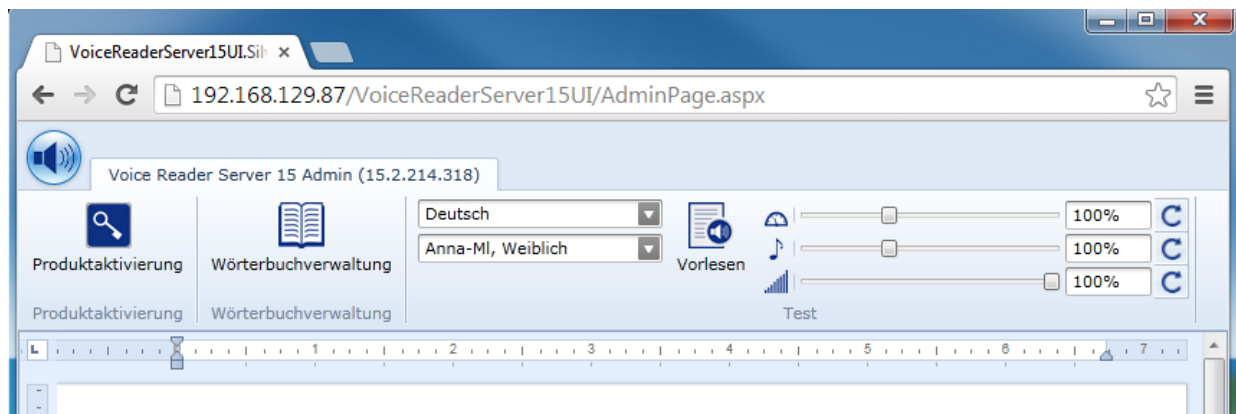 VoiceReaderServer15UI.Sil
192.168.129.87/VoiceReaderServer15UI/AdminPage.aspx
Voice Reader Server 15 Admin (15.2.214.318)
Produktaktivierung
Wörterbuchverwaltung
Deutsch
Anna-Ml, Weiblich
Vorlesen
100%
100%
100%
Produktaktivierung
Wörterbuchverwaltung
Test
L 1 2 3 4 5 6 7